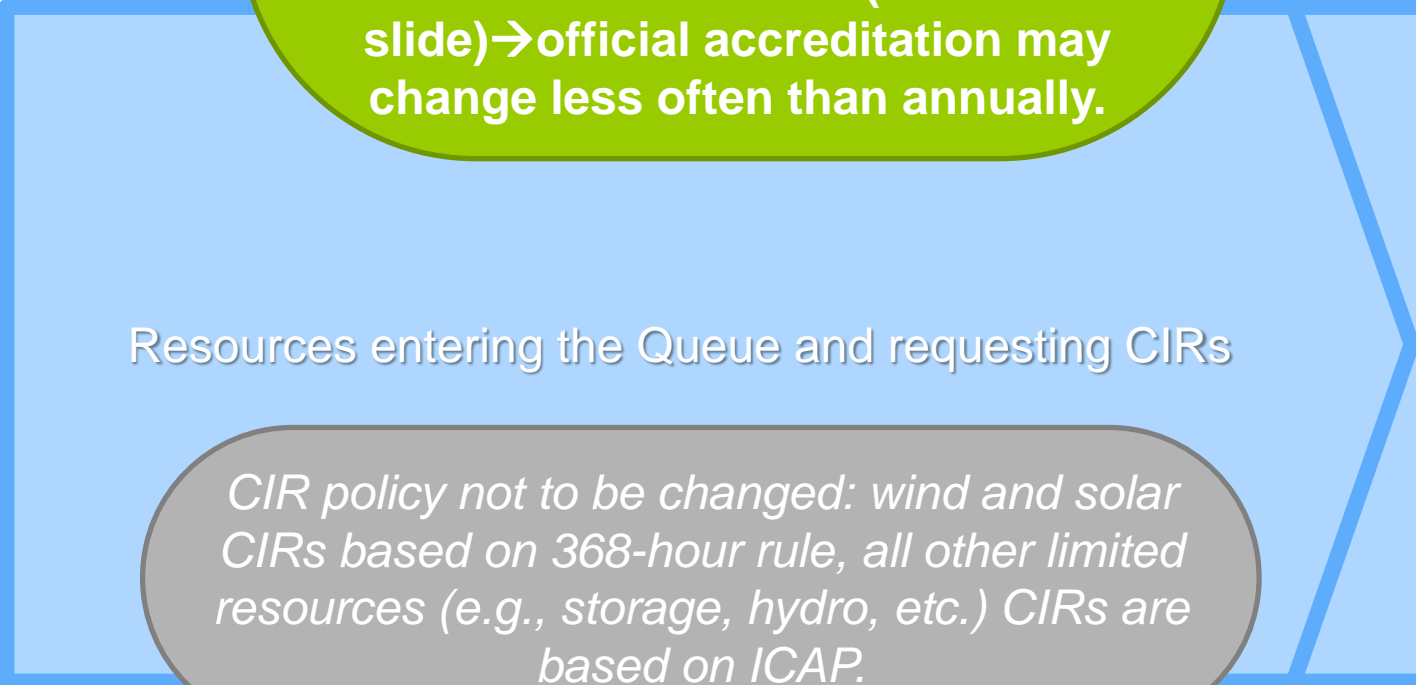 slide)→official accreditation may
change less often than annually.
Resources entering the Queue and requesting CIRs
CIR policy not to be changed: wind and solar
CIRs based on 368-hour rule, all other limited
resources (e.g., storage, hydro, etc.) CIRs are
based on ICAP.